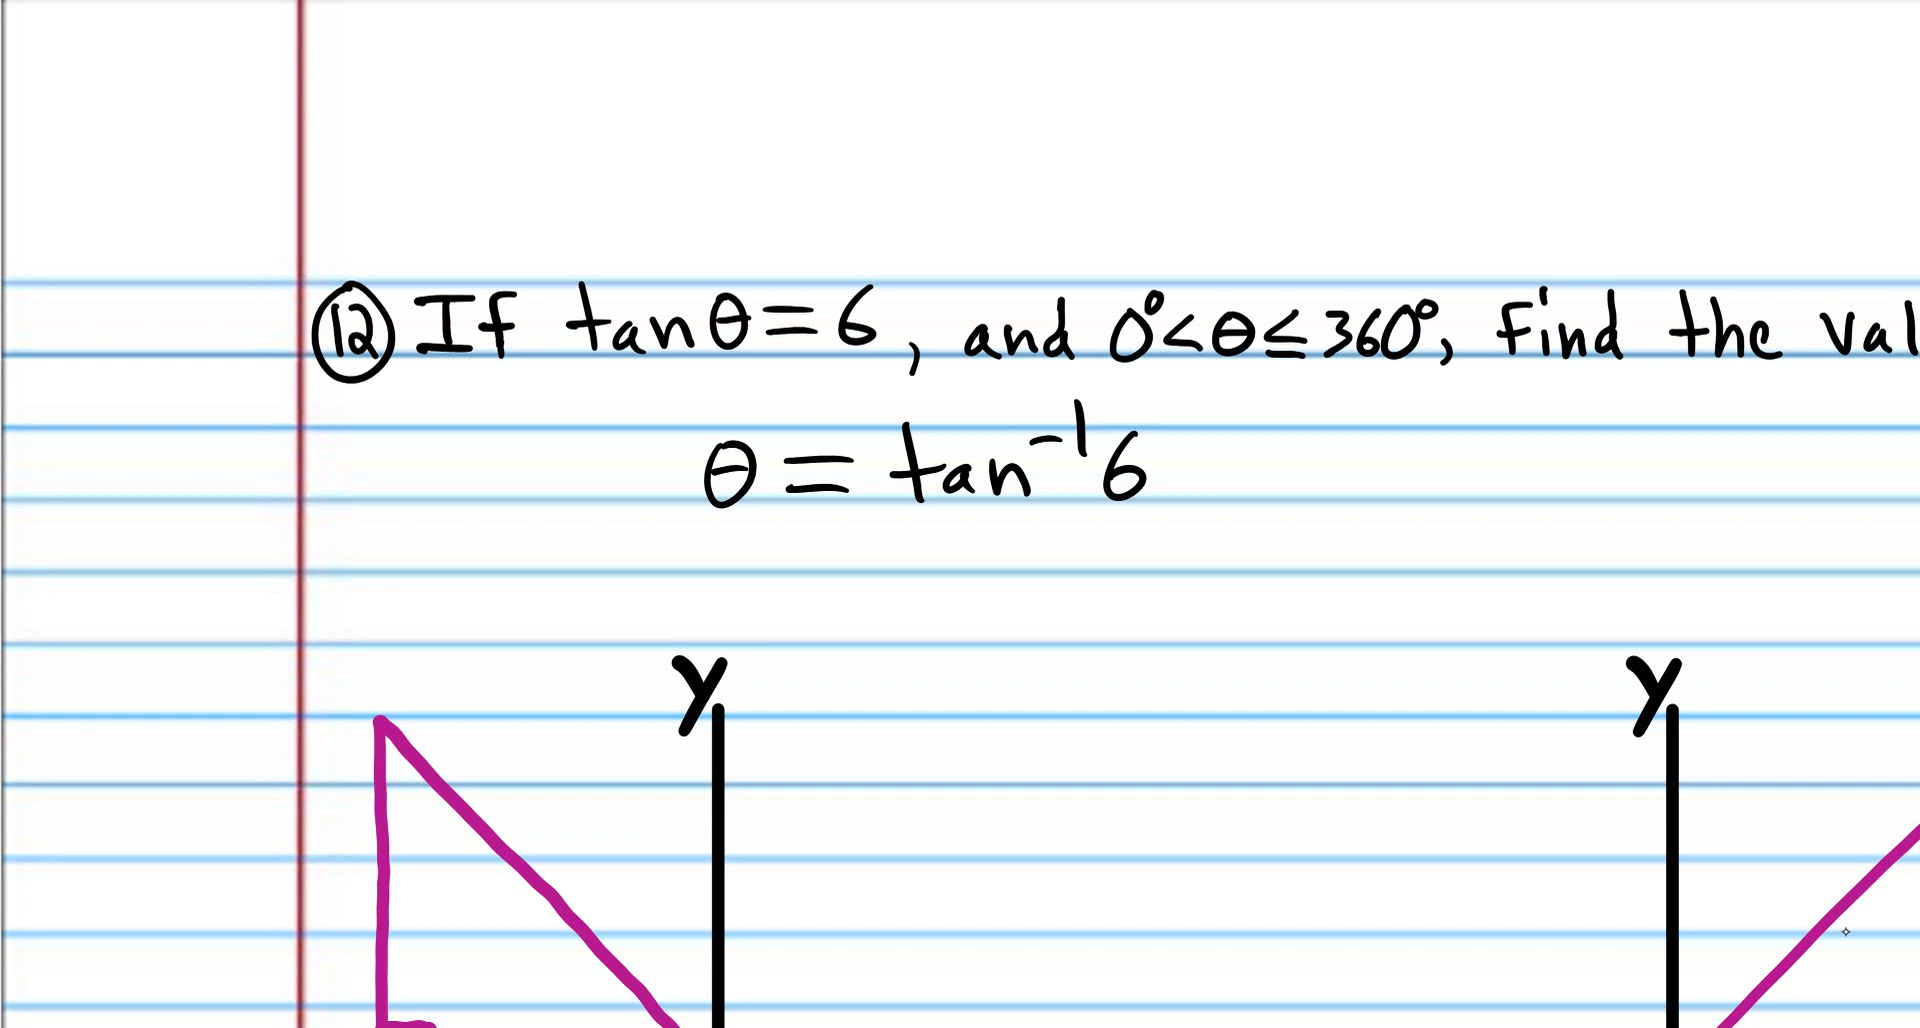 ⑫ If tanθ=6, and 0°<θ≤360°, find the val
θ = tan⁻¹6
y
y